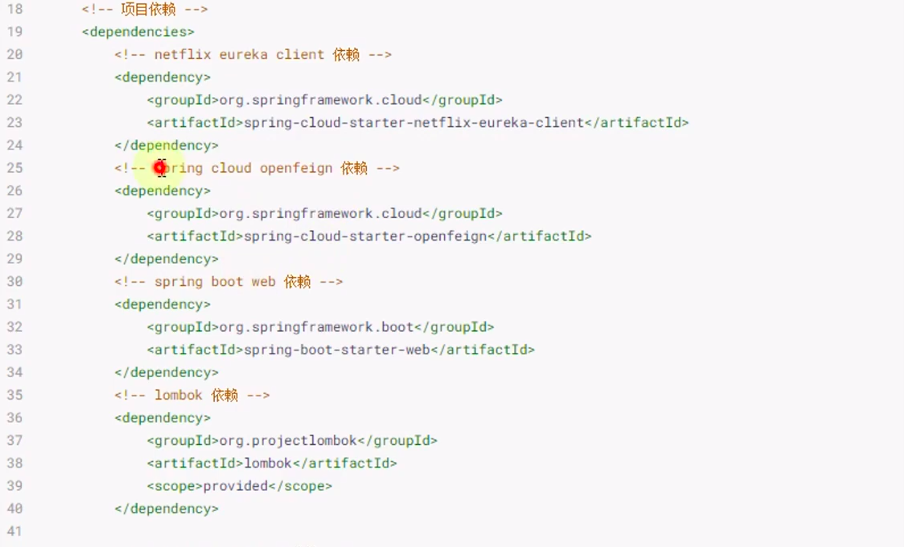 18 <!-- 项目依赖 -->
19 <dependencies>
20 <!-- netflix eureka client 依赖 -->
21 <dependency>
22 <groupId>org.springframework.cloud</groupId>
23 <artifactId>spring-cloud-starter-netflix-eureka-client</artifactId>
24 </dependency>
25 <!-- spring cloud openfeign 依赖 -->
26 <dependency>
27 <groupId>org.springframework.cloud</groupId>
28 <artifactId>spring-cloud-starter-openfeign</artifactId>
29 </dependency>
30 <!-- spring boot web 依赖 -->
31 <dependency>
32 <groupId>org.springframework.boot</groupId>
33 <artifactId>spring-boot-starter-web</artifactId>
34 </dependency>
35 <!-- lombok 依赖 -->
36 <dependency>
37 <groupId>org.projectlombok</groupId>
38 <artifactId>lombok</artifactId>
39 <scope>provided</scope>
40 </dependency>
41